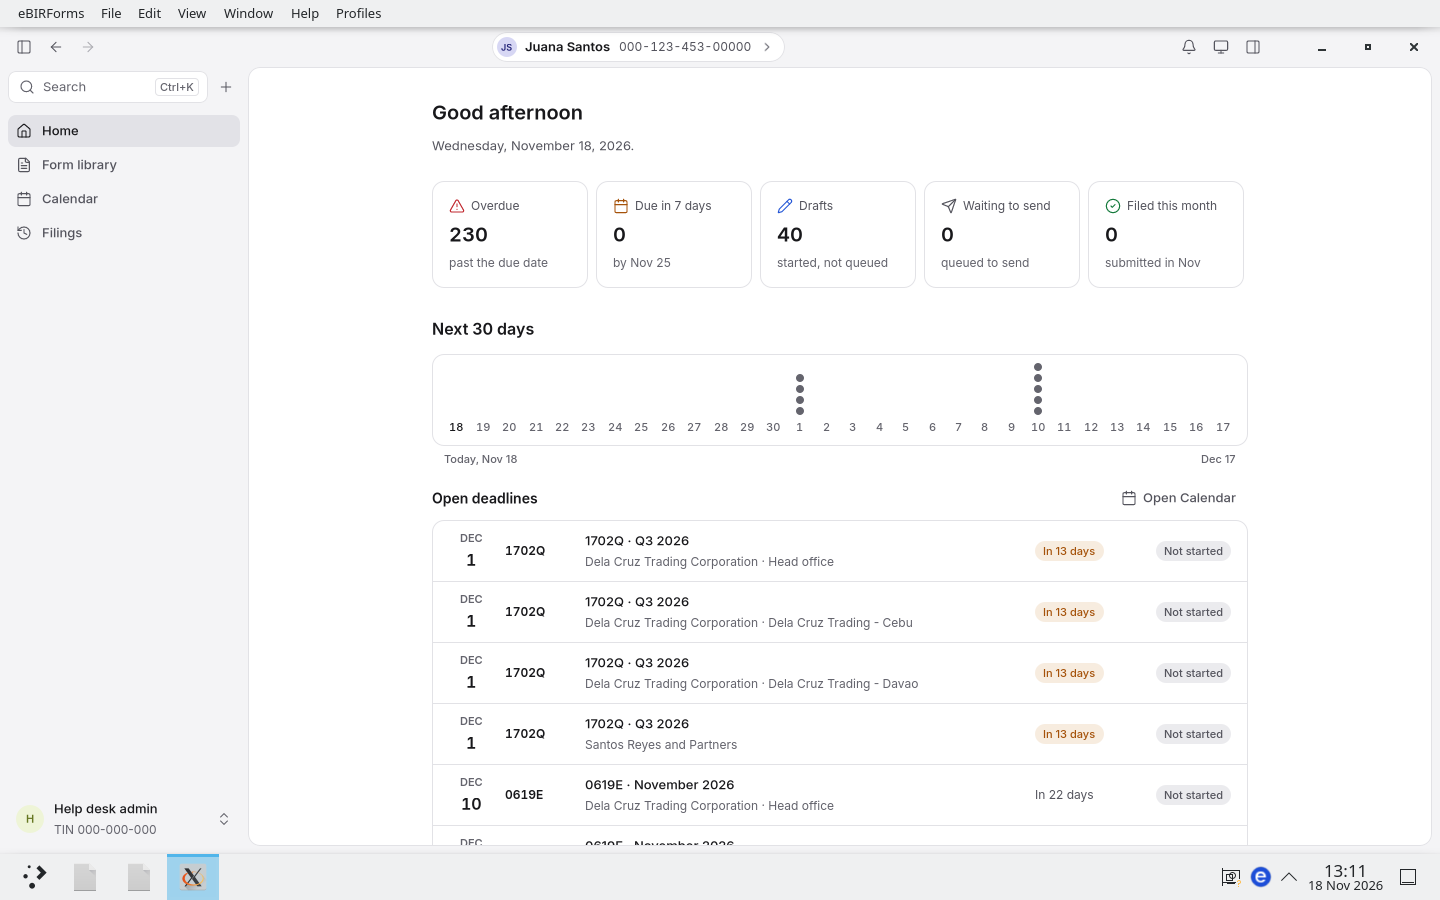 eBIRForms File Edit View Window Help Profiles
JS Juana Santos 000-123-453-00000
Search Ctrl+K
Home
Form library
Calendar
Filings
Good afternoon
Wednesday, November 18, 2026.
Overdue
230
past the due date
Due in 7 days
0
by Nov 25
Drafts
40
started, not queued
Waiting to send
0
queued to send
Filed this month
0
submitted in Nov
Next 30 days
18 19 20 21 22 23 24 25 26 27 28 29 30 1 2 3 4 5 6 7 8 9 10 11 12 13 14 15 16 17
Today, Nov 18 Dec 17
Open deadlines Open Calendar
DEC
1
1702Q
1702Q · Q3 2026
Dela Cruz Trading Corporation · Head office
In 13 days Not started
DEC
1
1702Q
1702Q · Q3 2026
Dela Cruz Trading Corporation · Dela Cruz Trading - Cebu
In 13 days Not started
DEC
1
1702Q
1702Q · Q3 2026
Dela Cruz Trading Corporation · Dela Cruz Trading - Davao
In 13 days Not started
DEC
1
1702Q
1702Q · Q3 2026
Santos Reyes and Partners
In 13 days Not started
DEC
10
0619E
0619E · November 2026
Dela Cruz Trading Corporation · Head office
In 22 days Not started
DEC
0619E · November 2026
H
Help desk admin
TIN 000-000-000
13:11
18 Nov 2026